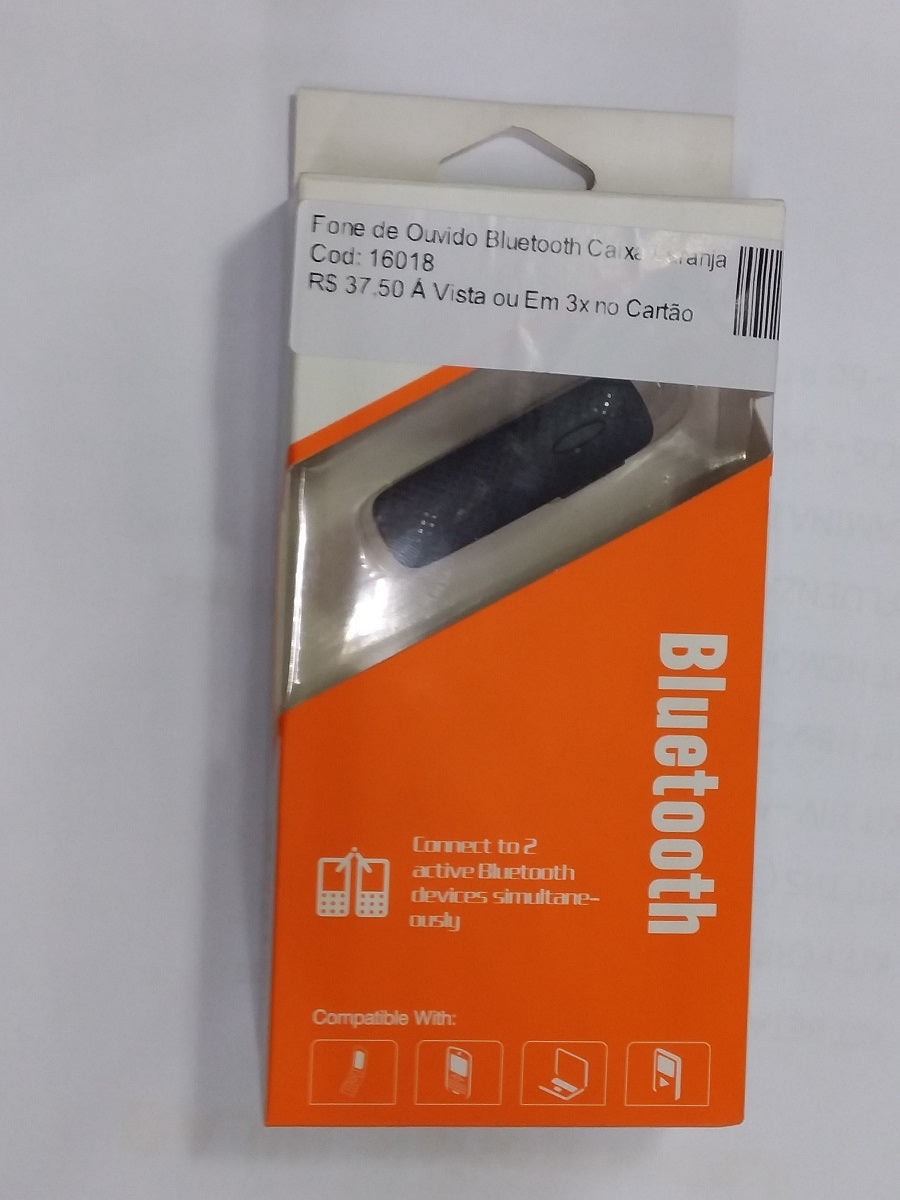 Fone de Ouvido Bluetooth Caixa Laranja
Cod: 16018
R$ 37,50 Á Vista ou Em 3x no Cartão
Bluetooth
Connect to 2
active Bluetooth
devices simultane-
ously
Compatible With: